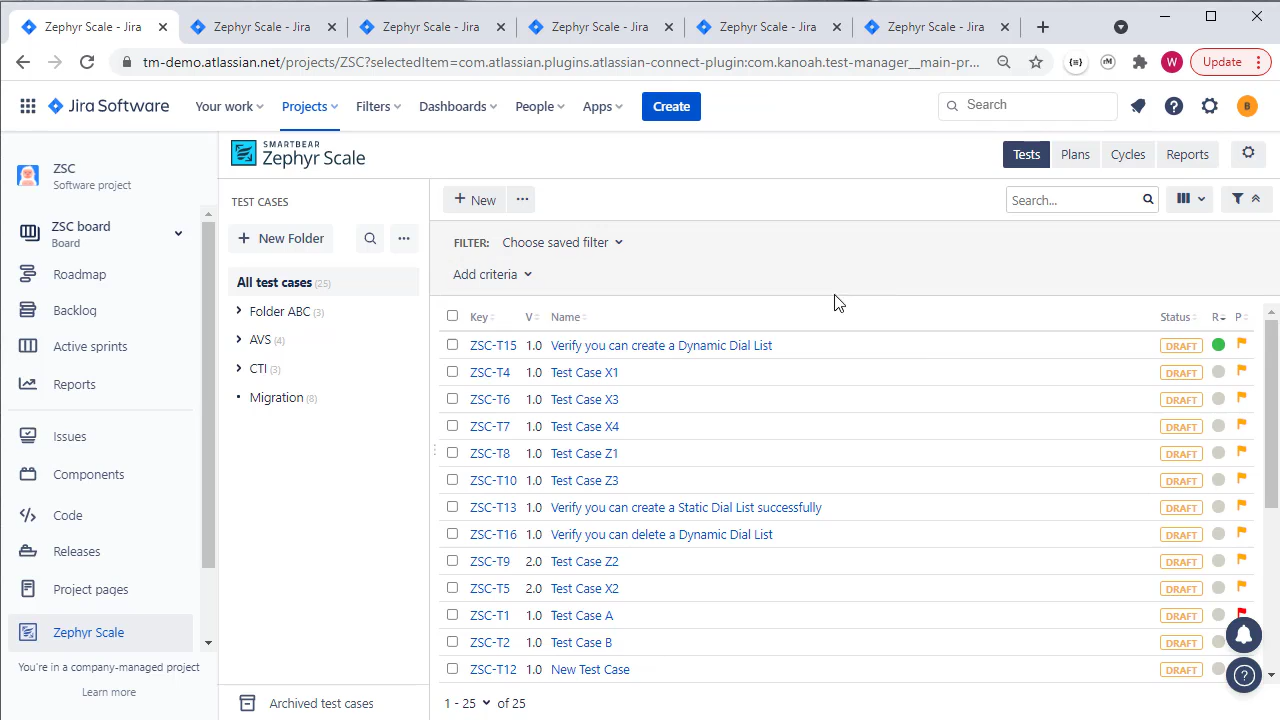 Zephyr Scale - Jira
Zephyr Scale - Jira
Zephyr Scale - Jira
Zephyr Scale - Jira
Zephyr Scale - Jira
Zephyr Scale - Jira
tm-demo.atlassian.net/projects/ZSC?selectedItem=com.atlassian.plugins.atlassian-connect-plugin:com.kanoah.test-manager__main-pr...
W
Update
Jira Software
Your work
Projects
Filters
Dashboards
People
Apps
Create
Search
B
ZSC
Software project
ZSC board
Board
Roadmap
Backlog
Active sprints
Reports
Issues
Components
Code
Releases
Project pages
Zephyr Scale
You're in a company-managed project
Learn more
SMARTBEAR
Zephyr Scale
Tests
Plans
Cycles
Reports
TEST CASES
New Folder
All test cases (25)
Folder ABC (3)
AVS (4)
CTI (3)
Migration (8)
Archived test cases
New
Search...
FILTER: Choose saved filter
Add criteria
Key V Name Status R P
ZSC-T15 1.0 Verify you can create a Dynamic Dial List DRAFT
ZSC-T4 1.0 Test Case X1 DRAFT
ZSC-T6 1.0 Test Case X3 DRAFT
ZSC-T7 1.0 Test Case X4 DRAFT
ZSC-T8 1.0 Test Case Z1 DRAFT
ZSC-T10 1.0 Test Case Z3 DRAFT
ZSC-T13 1.0 Verify you can create a Static Dial List successfully DRAFT
ZSC-T16 1.0 Verify you can delete a Dynamic Dial List DRAFT
ZSC-T9 2.0 Test Case Z2 DRAFT
ZSC-T5 2.0 Test Case X2 DRAFT
ZSC-T1 1.0 Test Case A DRAFT
ZSC-T2 1.0 Test Case B DRAFT
ZSC-T12 1.0 New Test Case DRAFT
1 - 25 of 25